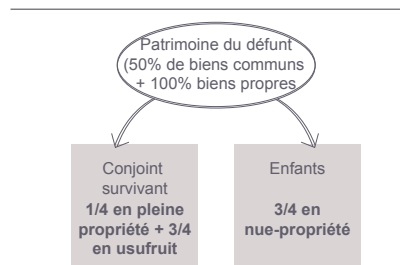 Patrimoine du défunt
(50% de biens communs
+ 100% biens propres
Conjoint
survivant
1/4 en pleine
propriété + 3/4
en usufruit
Enfants
3/4 en
nue-propriété